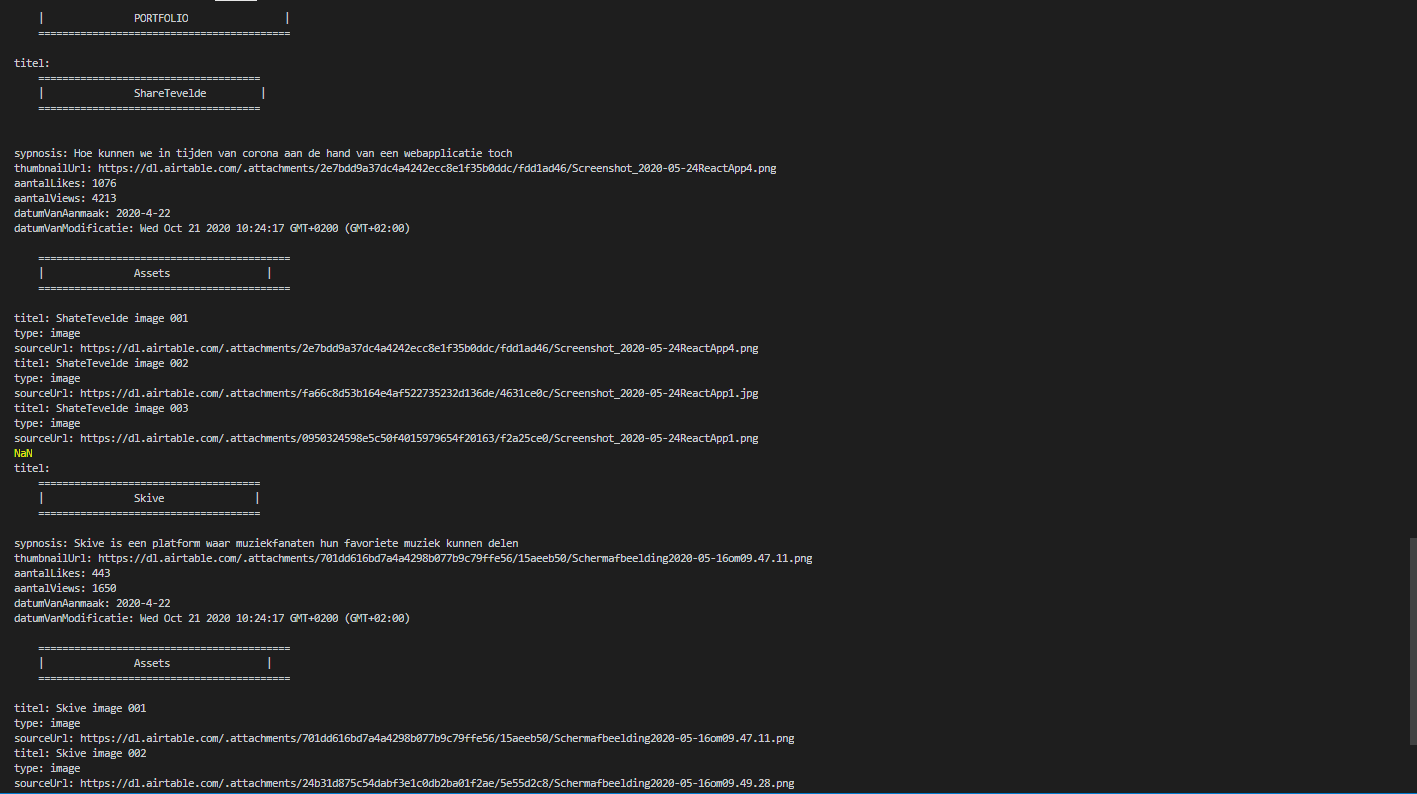 |               PORTFOLIO                |
==========================================
titel:
=====================================
|               ShareTevelde         |
=====================================
sypnosis: Hoe kunnen we in tijden van corona aan de hand van een webapplicatie toch
thumbnailUrl: https://dl.airtable.com/.attachments/2e7bdd9a37dc4a4242ecc8e1f35b0ddc/fdd1ad46/Screenshot_2020-05-24ReactApp4.png
aantalLikes: 1076
aantalViews: 4213
datumVanAanmaak: 2020-4-22
datumVanModificatie: Wed Oct 21 2020 10:24:17 GMT+0200 (GMT+02:00)
==========================================
|               Assets                |
==========================================
titel: ShateTevelde image 001
type: image
sourceUrl: https://dl.airtable.com/.attachments/2e7bdd9a37dc4a4242ecc8e1f35b0ddc/fdd1ad46/Screenshot_2020-05-24ReactApp4.png
titel: ShateTevelde image 002
type: image
sourceUrl: https://dl.airtable.com/.attachments/fa66c8d53b164e4af522735232d136de/4631ce0c/Screenshot_2020-05-24ReactApp1.jpg
titel: ShateTevelde image 003
type: image
sourceUrl: https://dl.airtable.com/.attachments/0950324598e5c50f4015979654f20163/f2a25ce0/Screenshot_2020-05-24ReactApp1.png
NaN
titel:
=====================================
|               Skive               |
=====================================
sypnosis: Skive is een platform waar muziekfanaten hun favoriete muziek kunnen delen
thumbnailUrl: https://dl.airtable.com/.attachments/701dd616bd7a4a4298b077b9c79ffe56/15aeeb50/Schermafbeelding2020-05-16om09.47.11.png
aantalLikes: 443
aantalViews: 1650
datumVanAanmaak: 2020-4-22
datumVanModificatie: Wed Oct 21 2020 10:24:17 GMT+0200 (GMT+02:00)
==========================================
|               Assets                |
==========================================
titel: Skive image 001
type: image
sourceUrl: https://dl.airtable.com/.attachments/701dd616bd7a4a4298b077b9c79ffe56/15aeeb50/Schermafbeelding2020-05-16om09.47.11.png
titel: Skive image 002
type: image
sourceUrl: https://dl.airtable.com/.attachments/24b31d875c54dabf3e1c0db2ba01f2ae/5e55d2c8/Schermafbeelding2020-05-16om09.49.28.png